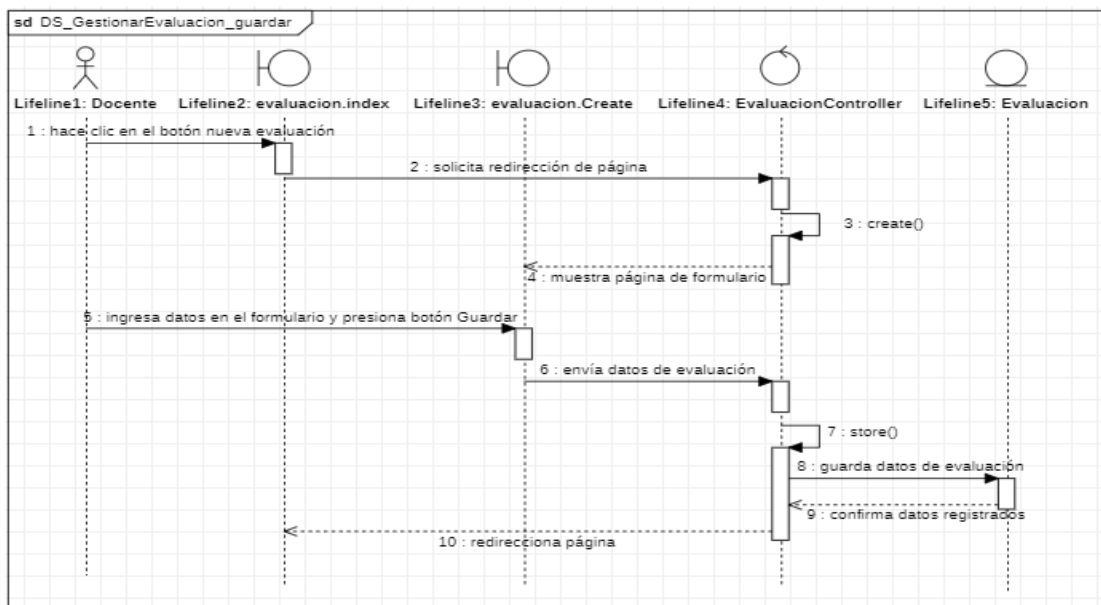 sd DS_GestionarEvaluacion_guardar
Lifeline1: Docente
Lifeline2: evaluacion.index
Lifeline3: evaluacion.Create
Lifeline4: EvaluacionController
Lifeline5: Evaluacion
1 : hace clic en el botón nueva evaluación
2 : solicita redirección de página
3 : create()
4 : muestra página de formulario
5 : ingresa datos en el formulario y presiona botón Guardar
6 : envía datos de evaluación
7 : store()
8 : guarda datos de evaluación
9 : confirma datos registrados
10 : redirecciona página